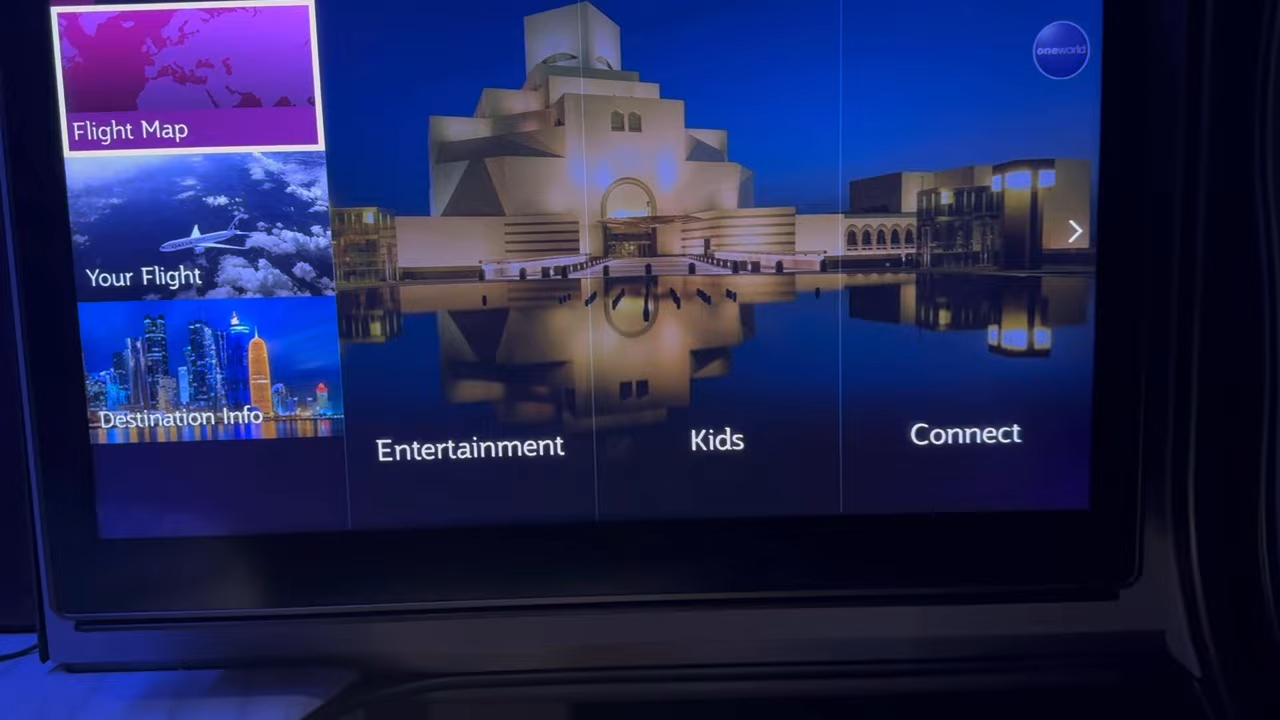 oneworld
Flight Map
Your Flight
Destination Info
Entertainment
Kids
Connect